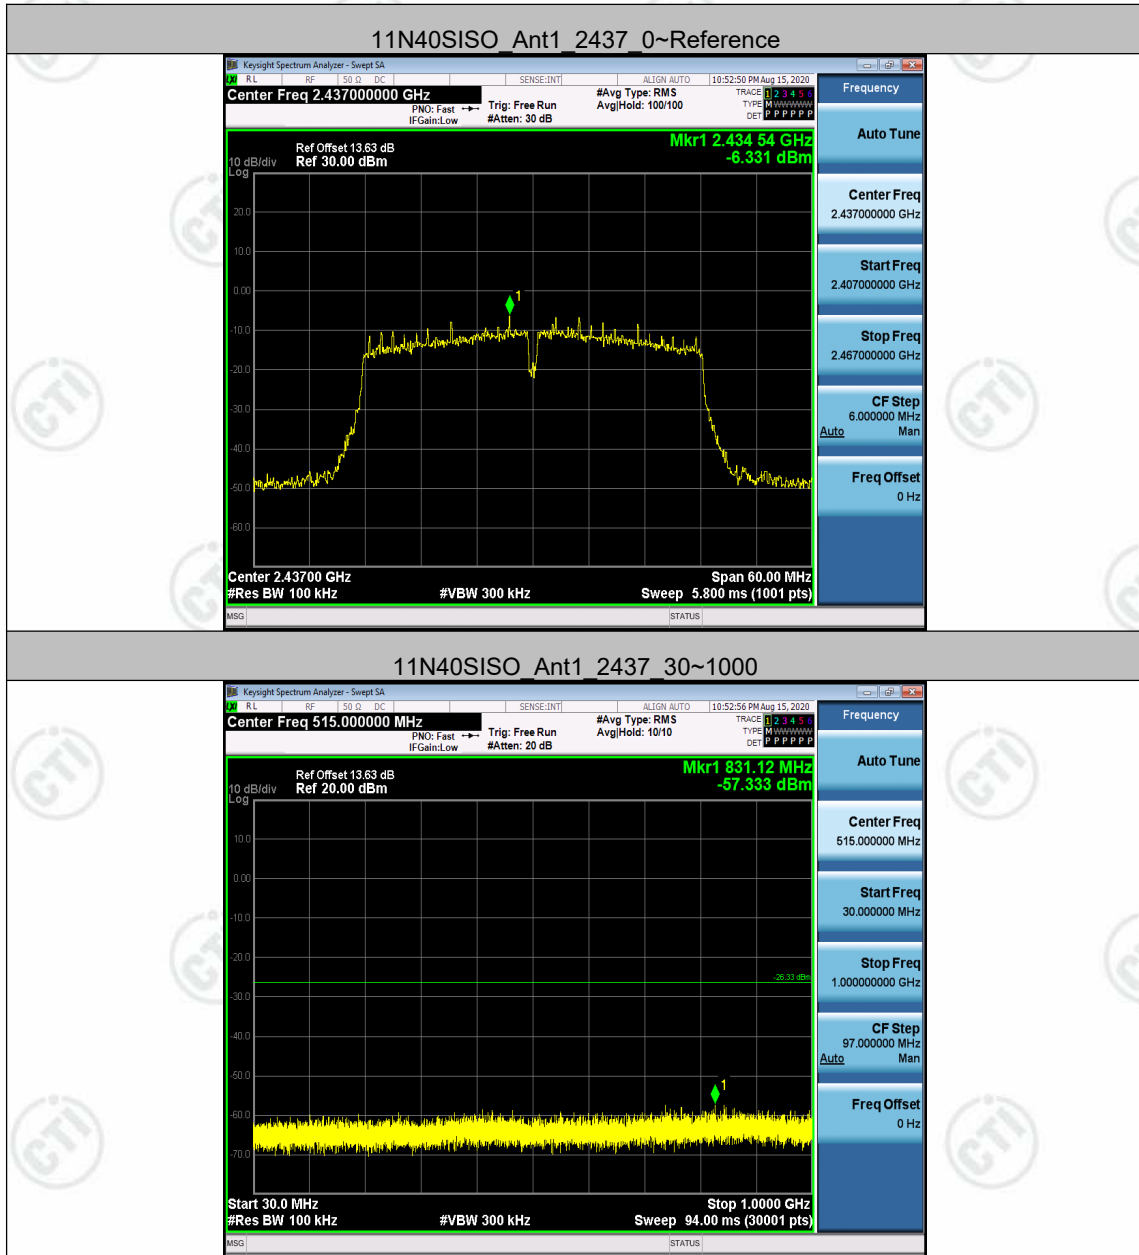 11N40SISO_Ant1_2437_0~Reference
Keysight Spectrum Analyzer - Swept SA
LXI RL RF 50 Ω DC SENSE:INT ALIGN AUTO 10:52:50 PM Aug 15, 2020
Center Freq 2.437000000 GHz
PNO: Fast
IFGain:Low
Trig: Free Run
#Atten: 30 dB
#Avg Type: RMS
Avg|Hold: 100/100
TRACE 1 2 3 4 5 6
TYPE M WWWWW
DET P P P P P P
Mkr1 2.434 54 GHz
-6.331 dBm
Ref Offset 13.63 dB
10 dB/div Ref 30.00 dBm
Log
20.0
10.0
0.00
-10.0
-20.0
-30.0
-40.0
-50.0
-60.0
1
Center 2.43700 GHz Span 60.00 MHz
#Res BW 100 kHz #VBW 300 kHz Sweep 5.800 ms (1001 pts)
MSG STATUS
Frequency
Auto Tune
Center Freq
2.437000000 GHz
Start Freq
2.407000000 GHz
Stop Freq
2.467000000 GHz
CF Step
6.000000 MHz
Auto Man
Freq Offset
0 Hz
11N40SISO_Ant1_2437_30~1000
Keysight Spectrum Analyzer - Swept SA
LXI RL RF 50 Ω DC SENSE:INT ALIGN AUTO 10:52:56 PM Aug 15, 2020
Center Freq 515.000000 MHz
PNO: Fast
IFGain:Low
Trig: Free Run
#Atten: 20 dB
#Avg Type: RMS
Avg|Hold: 10/10
TRACE 1 2 3 4 5 6
TYPE M WWWWW
DET P P P P P P
Mkr1 831.12 MHz
-57.333 dBm
Ref Offset 13.63 dB
10 dB/div Ref 20.00 dBm
Log
10.0
0.00
-10.0
-20.0
-30.0
-40.0
-50.0
-60.0
-70.0
-26.33 dBm
1
Start 30.0 MHz Stop 1.0000 GHz
#Res BW 100 kHz #VBW 300 kHz Sweep 94.00 ms (30001 pts)
MSG STATUS
Frequency
Auto Tune
Center Freq
515.000000 MHz
Start Freq
30.000000 MHz
Stop Freq
1.000000000 GHz
CF Step
97.000000 MHz
Auto Man
Freq Offset
0 Hz
CTI
CTI
CTI
CTI
CTI
CTI
CTI
CTI